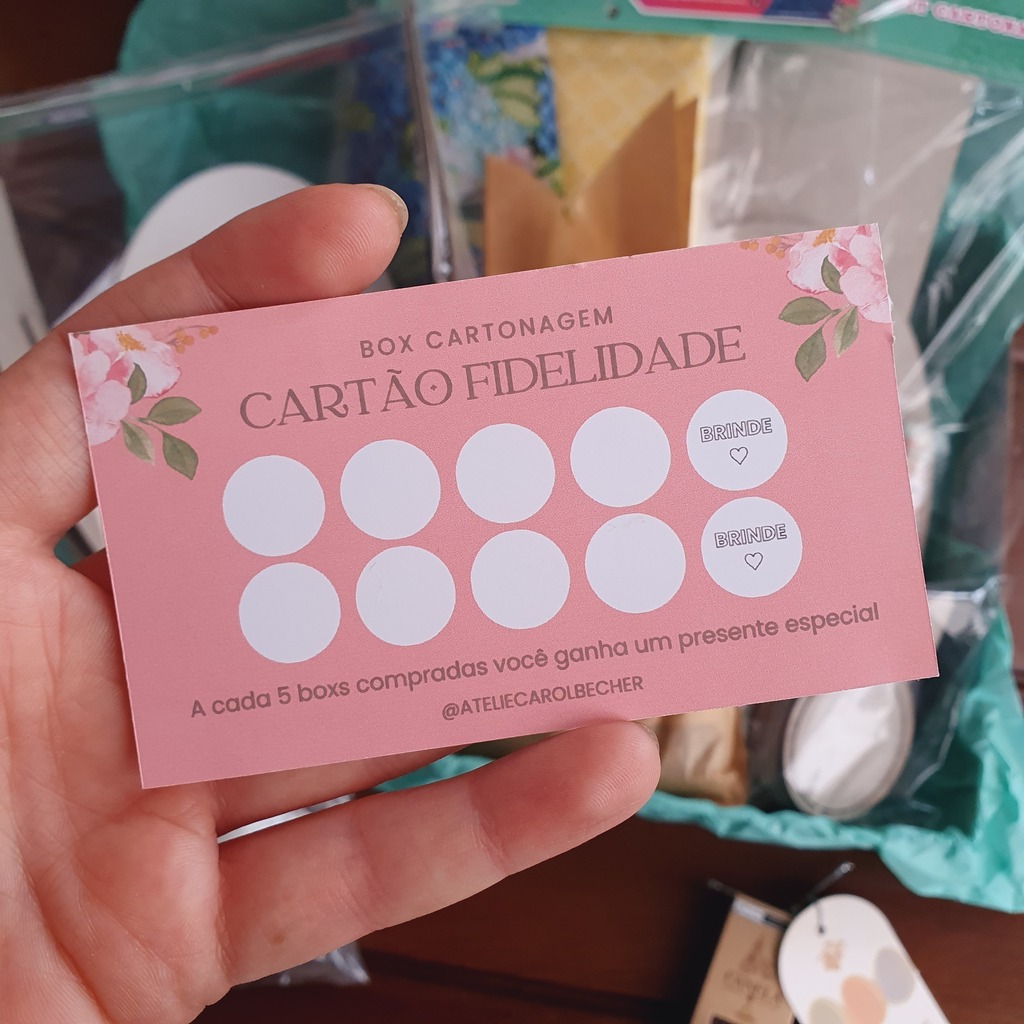 BOX CARTONAGEM
CARTÃO FIDELIDADE
BRINDE
BRINDE
A cada 5 boxs compradas você ganha um presente especial
@ATELIECAROLBECHER